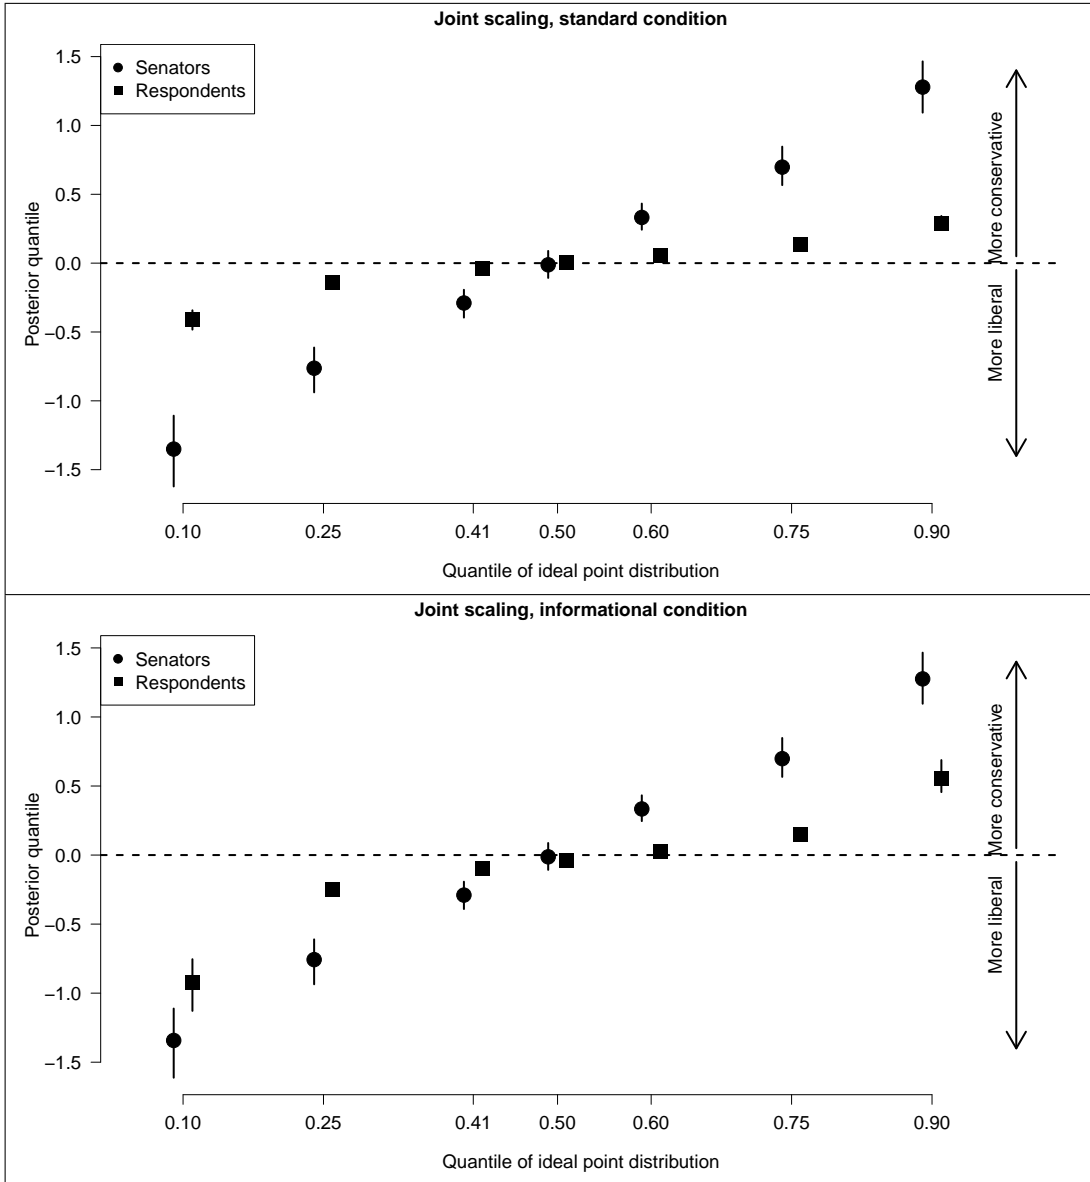 Joint scaling, standard condition
Senators
Respondents
Posterior quantile
1.5
1.0
0.5
0.0
−0.5
−1.0
−1.5
More conservative
More liberal
0.10
0.25
0.41
0.50
0.60
0.75
0.90
Quantile of ideal point distribution
Joint scaling, informational condition
Senators
Respondents
Posterior quantile
1.5
1.0
0.5
0.0
−0.5
−1.0
−1.5
More conservative
More liberal
0.10
0.25
0.41
0.50
0.60
0.75
0.90
Quantile of ideal point distribution